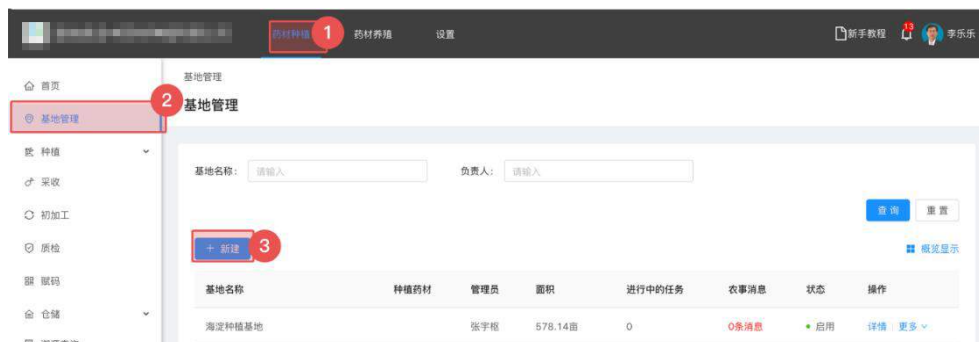 药材种植 1 药材养殖 设置 新手教程 13 李乐乐
首页
基地管理 2
种植
采收
初加工
质检
赋码
仓储
基地管理
基地管理
基地名称: 请输入 负责人: 请输入
查询 重置
+ 新建 3 概览显示
基地名称 种植药材 管理员 面积 进行中的任务 农事消息 状态 操作
海淀种植基地 张宇枢 578.14亩 0 0条消息 启用 详情 更多